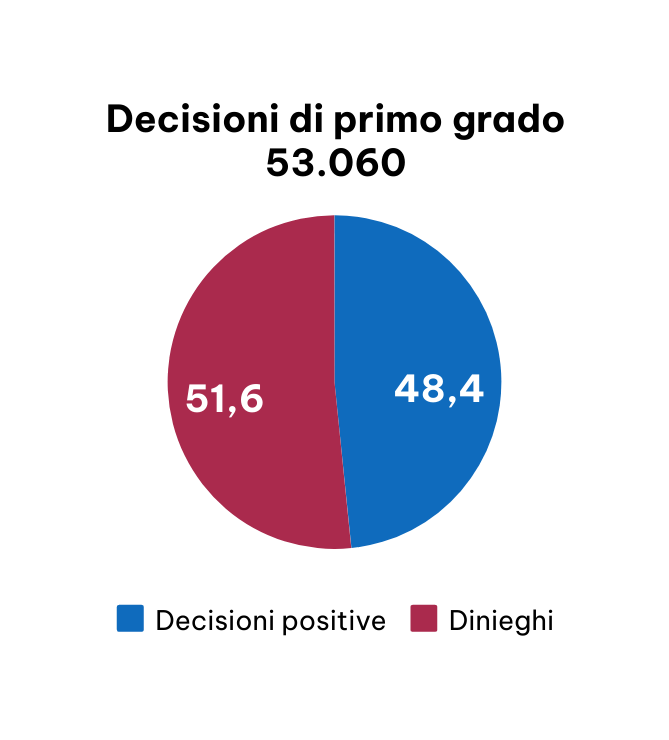 Decisioni di primo grado
53.060
51,6
48,4
Decisioni positive
Dinieghi